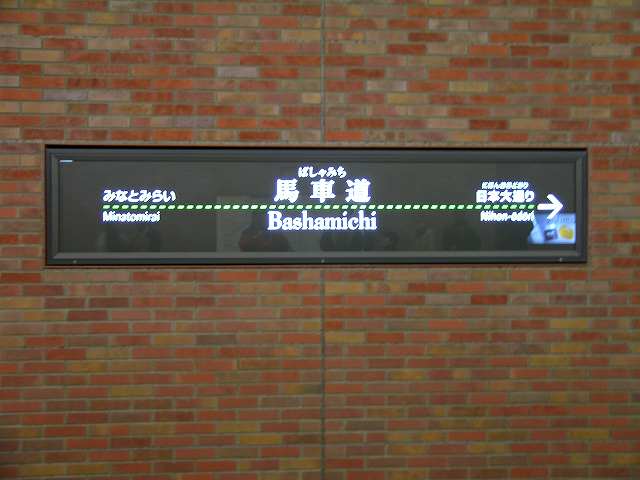 ばしゃみち
みなとみらい 馬車道 日本大通り
にほんおおどおり
Minatomirai Bashamichi Nihon-ōdōri